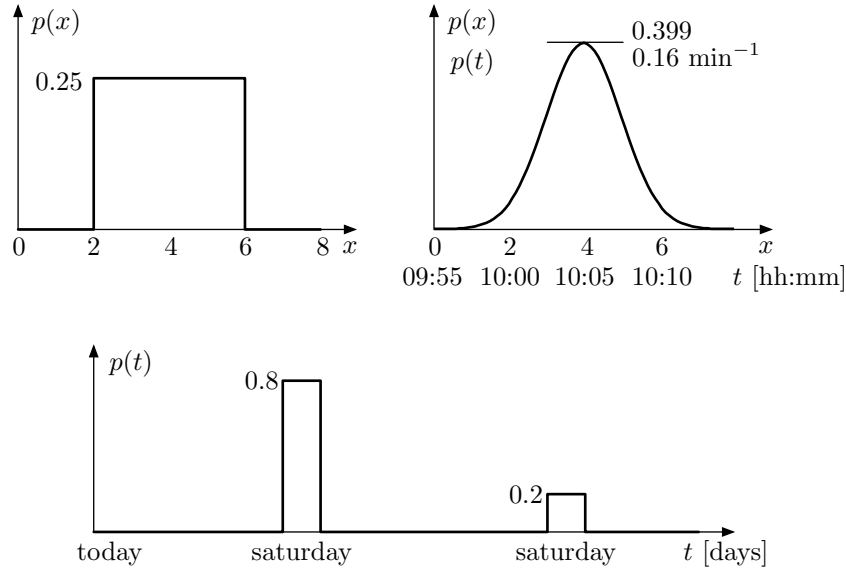 p(x)
0.25
0 2 4 6 8 x
p(x)
p(t)
0.399
0.16 min⁻¹
0 2 4 6 x
09:55 10:00 10:05 10:10 t [hh:mm]
p(t)
0.8
0.2
today saturday saturday t [days]